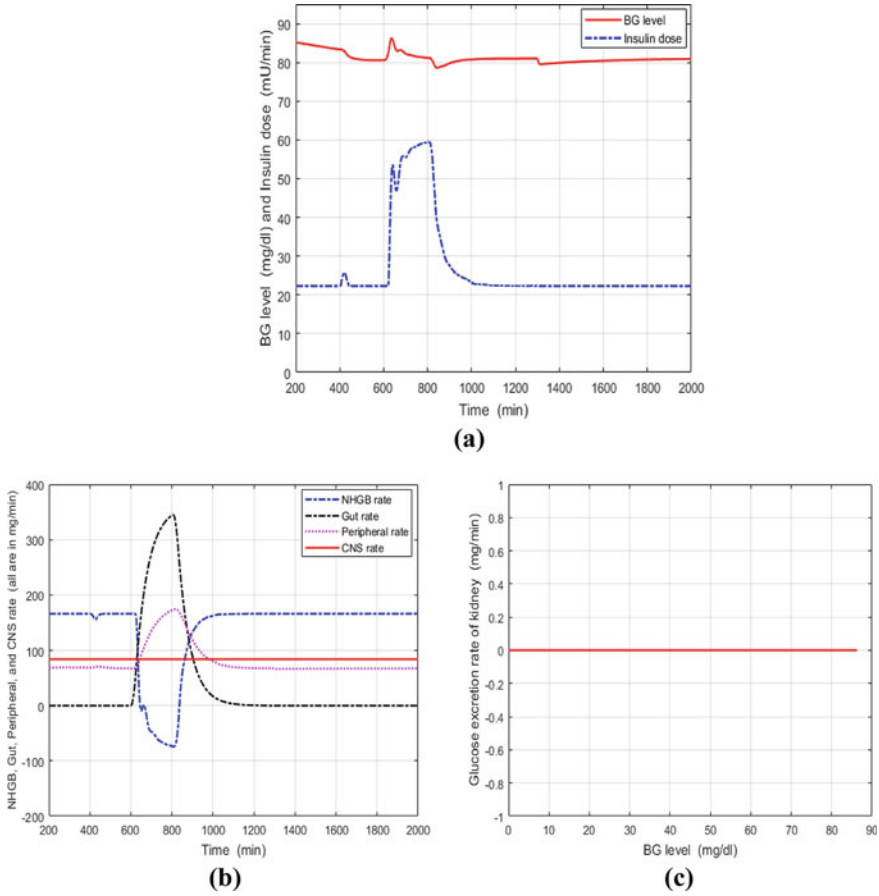 BG level (mg/dl) and Insulin dose (mU/min)
90
80
70
60
50
40
30
20
10
0
BG level
Insulin dose
200 400 600 800 1000 1200 1400 1600 1800 2000
Time (min)
(a)
NHGB, Gut, Peripheral, and CNS rate (all are in mg/min)
400
300
200
100
0
-100
-200
NHGB rate
Gut rate
Peripheral rate
CNS rate
200 400 600 800 1000 1200 1400 1600 1800 2000
Time (min)
(b)
Glucose excretion rate of kidney (mg/min)
1
0.8
0.6
0.4
0.2
0
-0.2
-0.4
-0.6
-0.8
-1
0 10 20 30 40 50 60 70 80 90
BG level (mg/dl)
(c)